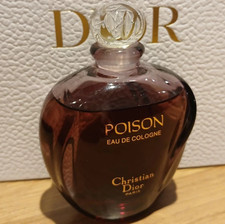 DIOR
POISON
EAU DE COLOGNE
Christian
Dior
PARIS